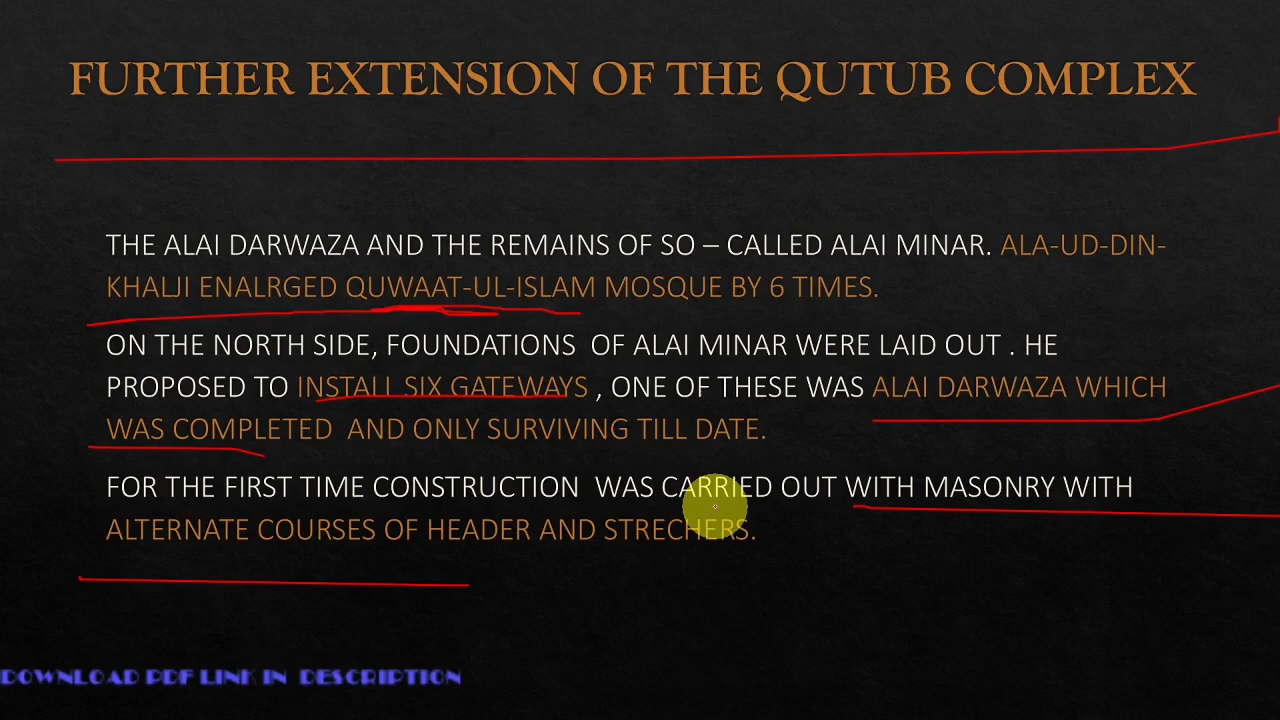 FURTHER EXTENSION OF THE QUTUB COMPLEX
THE ALAI DARWAZA AND THE REMAINS OF SO – CALLED ALAI MINAR. ALA-UD-DIN-
KHALJI ENALRGED QUWAAT-UL-ISLAM MOSQUE BY 6 TIMES.
ON THE NORTH SIDE, FOUNDATIONS  OF ALAI MINAR WERE LAID OUT . HE
PROPOSED TO INSTALL SIX GATEWAYS , ONE OF THESE WAS ALAI DARWAZA WHICH
WAS COMPLETED  AND ONLY SURVIVING TILL DATE.
FOR THE FIRST TIME CONSTRUCTION  WAS CARRIED OUT WITH MASONRY WITH
ALTERNATE COURSES OF HEADER AND STRECHERS.
DOWNLOAD PDF LINK IN  DESCRIPTION